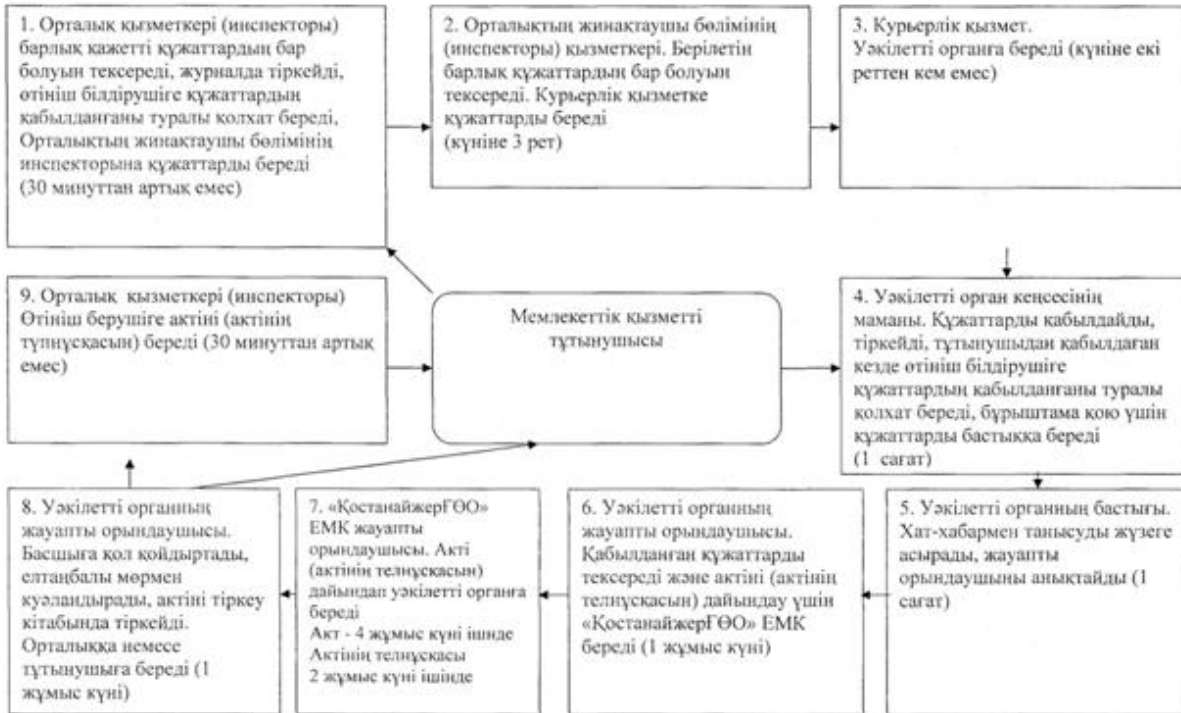 1. Орталық қызметкері (инспекторы)
барлық қажетті құжаттардың бар
болуын тексереді, журналда тіркейді,
өтініш білдірушіге құжаттардың
қабылданғаны туралы қолхат береді,
Орталықтың жинақтаушы бөлімінің
инспекторына құжаттарды береді
(30 минуттан артық емес)
2. Орталықтың жинақтаушы бөлімінің
(инспекторы) қызметкері. Берілетін
барлық құжаттардың бар болуын
тексереді. Курьерлік қызметке
құжаттарды береді
(күніне 3 рет)
3. Курьерлік қызмет.
Уәкілетті органға береді (күніне екі
реттен кем емес)
9. Орталық қызметкері (инспекторы)
Өтініш берушіге актіні (актінің
түпнұсқасын) береді (30 минуттан артық
емес)
Мемлекеттік қызметті
тұтынушысы
4. Уәкілетті орган кеңсесінің
маманы. Құжаттарды қабылдайды,
тіркейді, тұтынушыдан қабылдаған
кезде өтініш білдірушіге
құжаттардың қабылданғаны туралы
қолхат береді, бұрыштама қою үшін
құжаттарды бастыққа береді
(1 сағат)
8. Уәкілетті органның
жауапты орындаушысы.
Басшыға қол қойдыртады,
елтаңбалы мөрмен
куәландырады, актіні тіркеу
кітабында тіркейді.
Орталыққа немесе
тұтынушыға береді (1
жұмыс күні)
7. «ҚостанайжерҒӨО»
ЕМК жауапты
орындаушысы. Акті
(актінің телнұсқасын)
дайындап уәкілетті органға
береді
Акт - 4 жұмыс күні ішнде
Актінің телнұсқасы
2 жұмыс күні ішінде
6. Уәкілетті органның
жауапты орындаушысы.
Қабылданған құжаттарды
тексереді және актіні (актінің
телнұсқасын) дайындау үшін
«ҚостанайжерҒӨО» ЕМК
береді (1 жұмыс күні)
5. Уәкілетті органның бастығы.
Хат-хабармен танысуды жүзеге
асырады, жауапты
орындаушыны анықтайды (1
сағат)